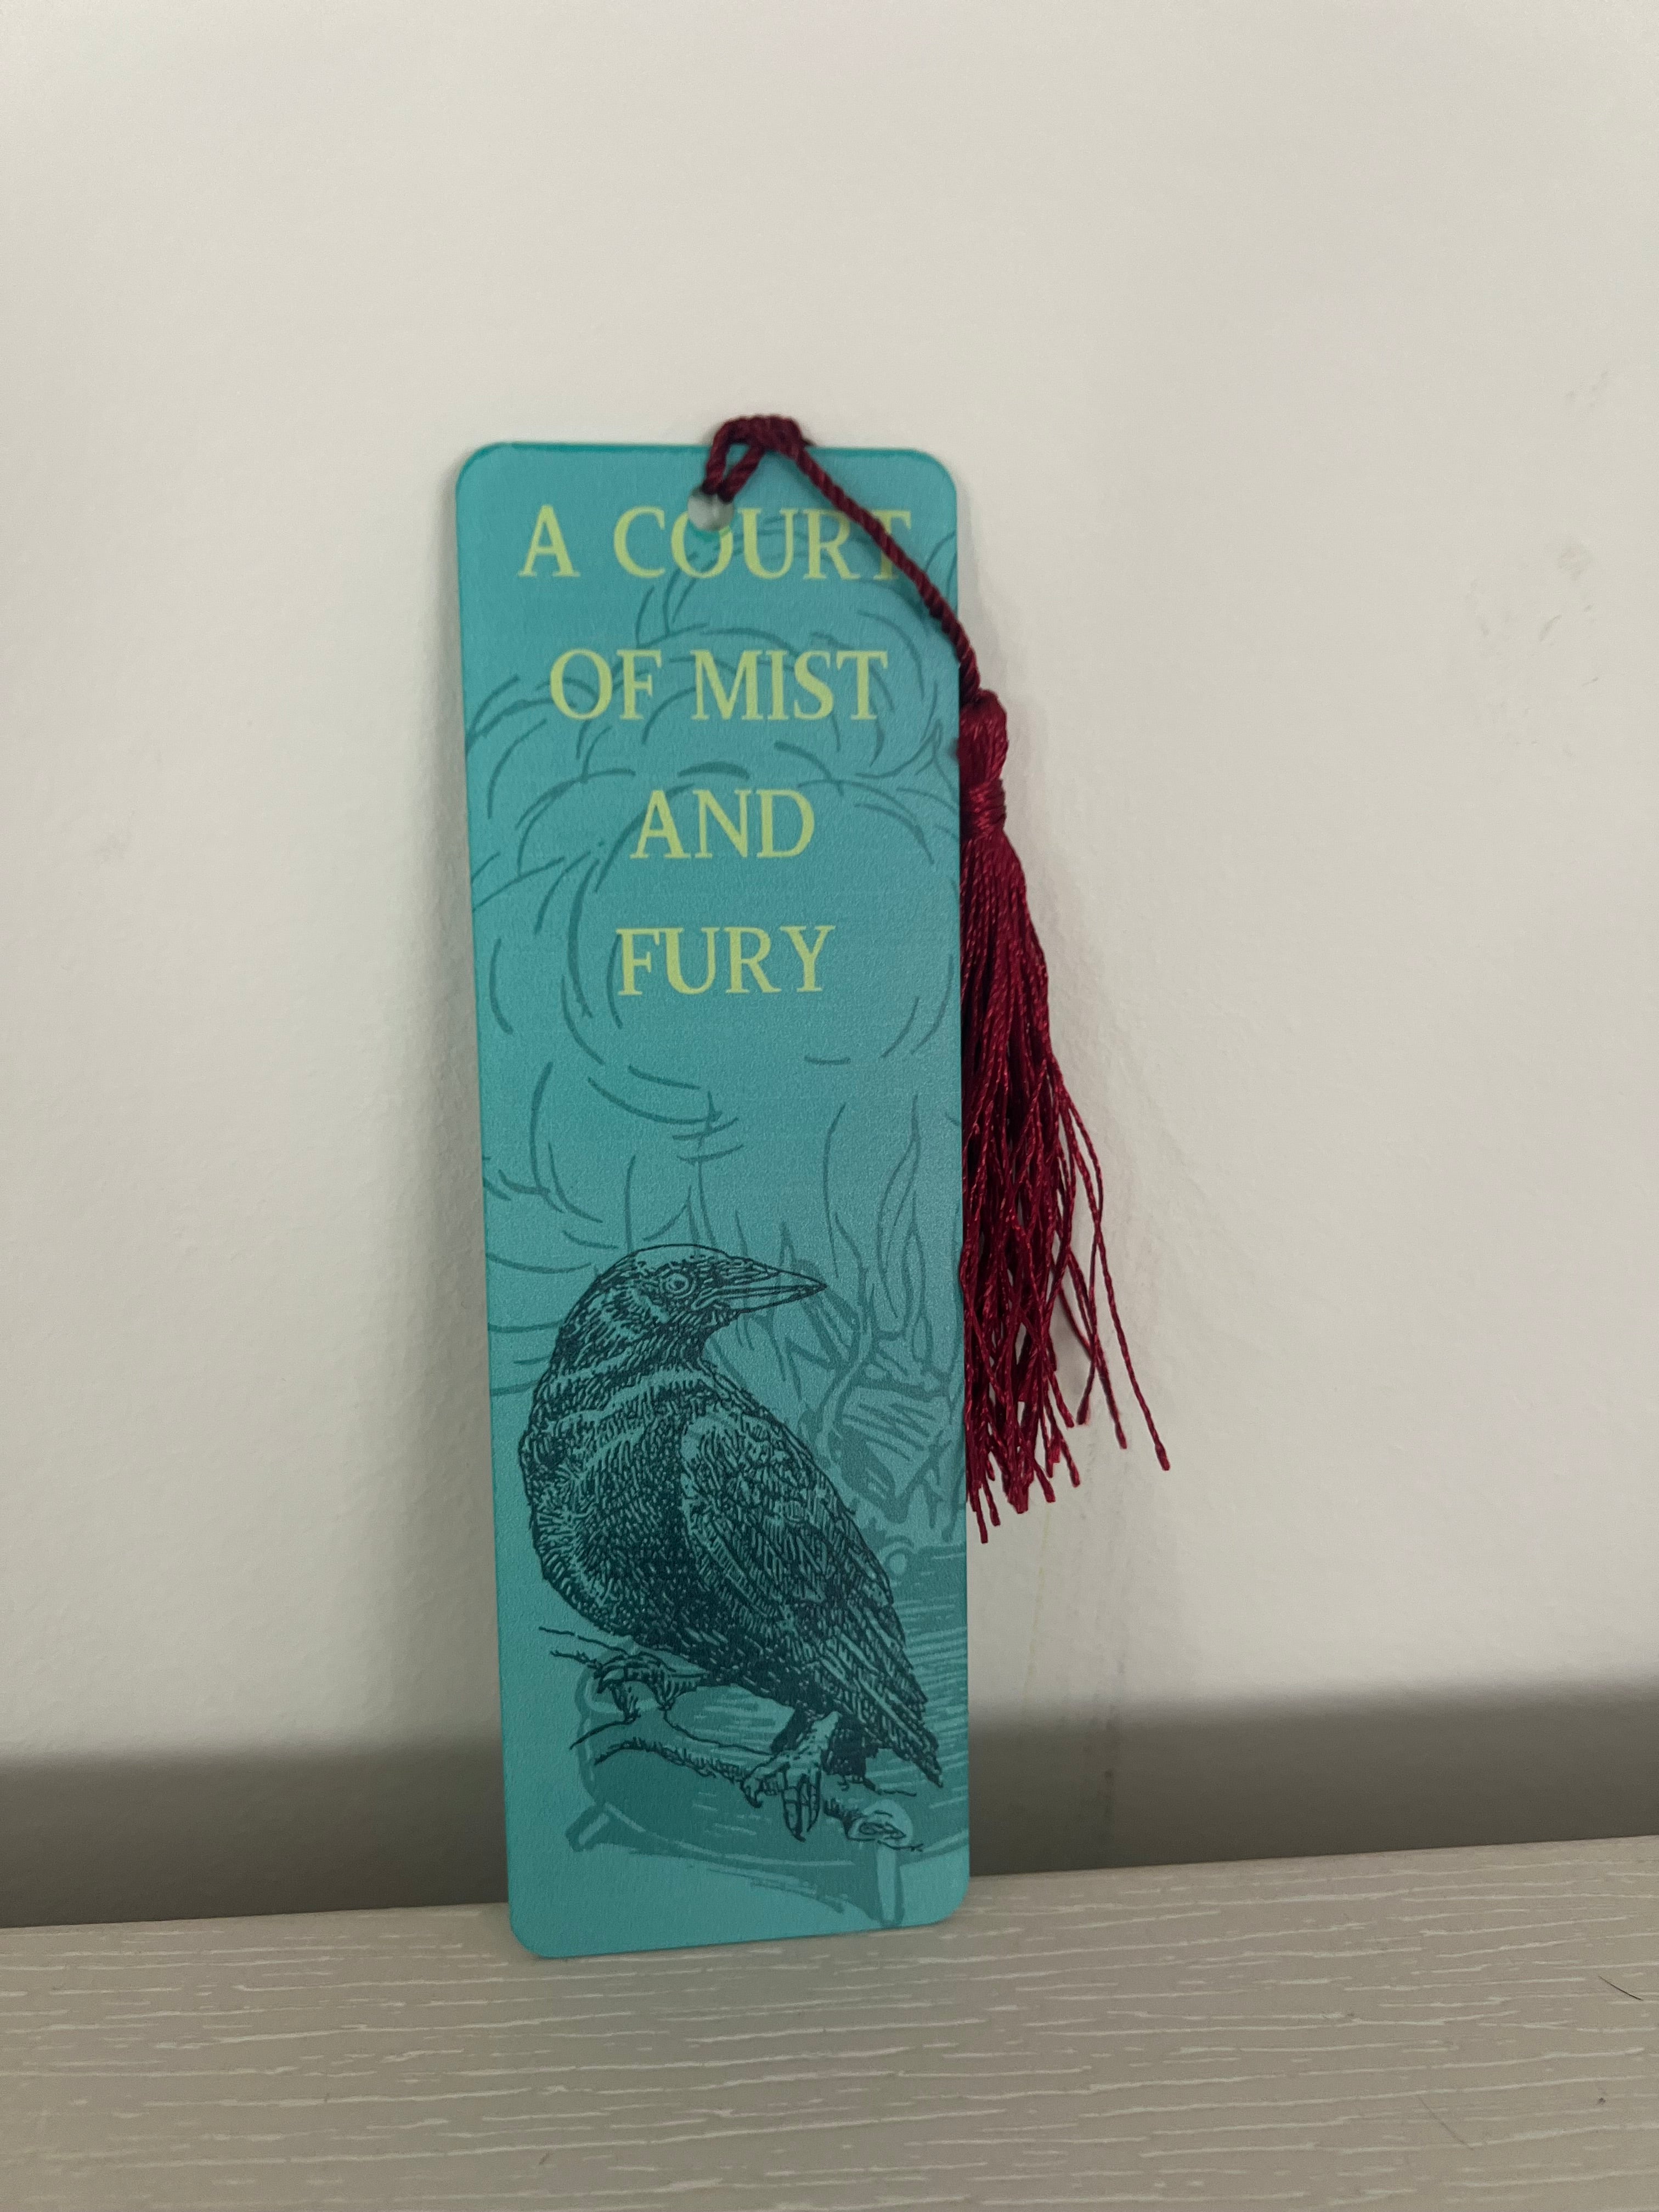 A COURT
OF MIST
AND
FURY